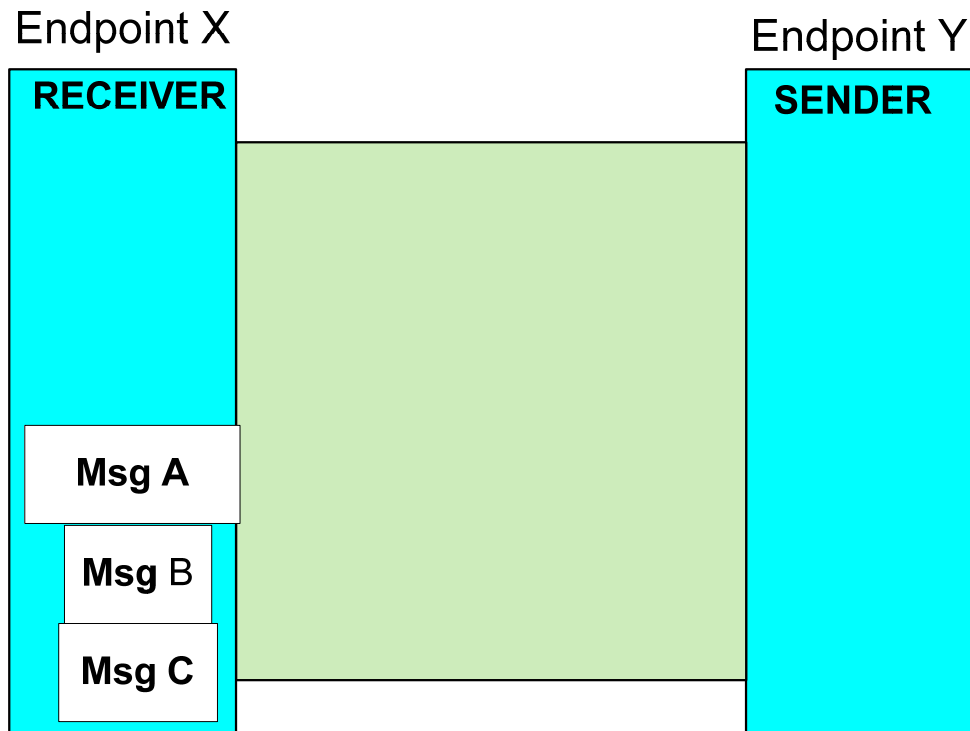 Endpoint X
Endpoint Y
RECEIVER
SENDER
Msg A
Msg B
Msg C